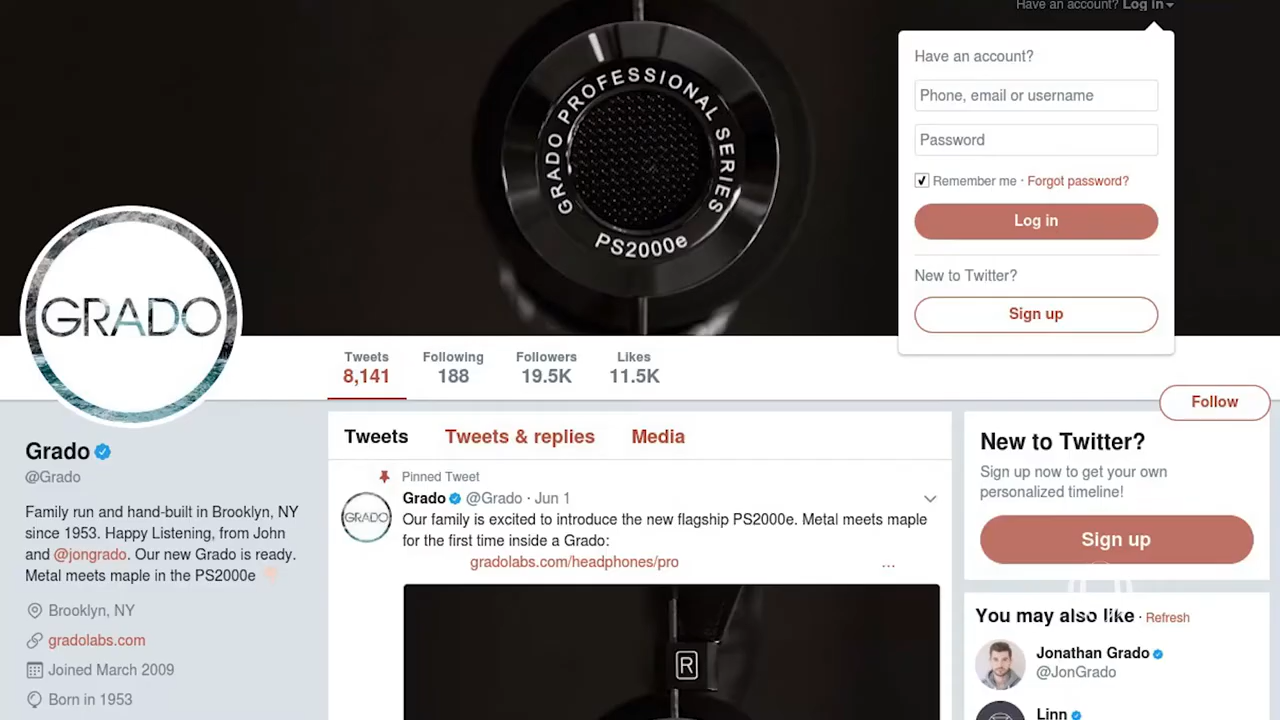 Have an account? Log in
Have an account?
Phone, email or username
Password
Remember me · Forgot password?
Log in
New to Twitter?
Sign up
GRADO PROFESSIONAL SERIES
PS2000e
GRADO
Tweets
8,141
Following
188
Followers
19.5K
Likes
11.5K
Follow
Grado
@Grado
Family run and hand-built in Brooklyn, NY
since 1953. Happy Listening, from John
and @jongrado. Our new Grado is ready.
Metal meets maple in the PS2000e
Brooklyn, NY
gradolabs.com
Joined March 2009
Born in 1953
Tweets Tweets & replies Media
Pinned Tweet
GRADO
Grado @Grado · Jun 1
Our family is excited to introduce the new flagship PS2000e. Metal meets maple
for the first time inside a Grado:
gradolabs.com/headphones/pro …
R
New to Twitter?
Sign up now to get your own
personalized timeline!
Sign up
You may also like · Refresh
Jonathan Grado
@JonGrado
Linn